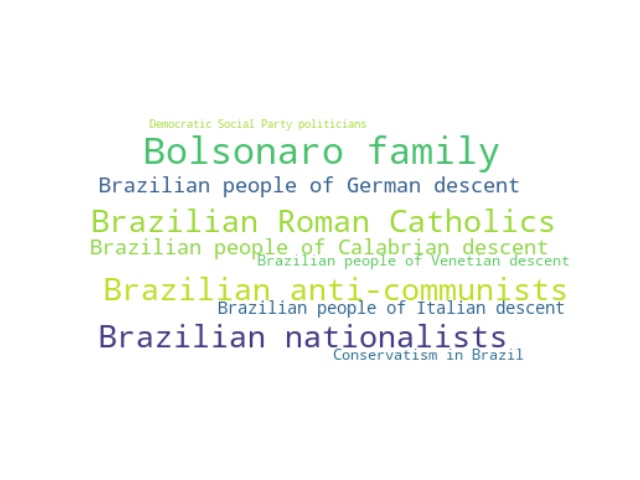 Democratic Social Party politicians
Bolsonaro family
Brazilian people of German descent
Brazilian Roman Catholics
Brazilian people of Calabrian descent
Brazilian people of Venetian descent
Brazilian anti-communists
Brazilian people of Italian descent
Brazilian nationalists
Conservatism in Brazil